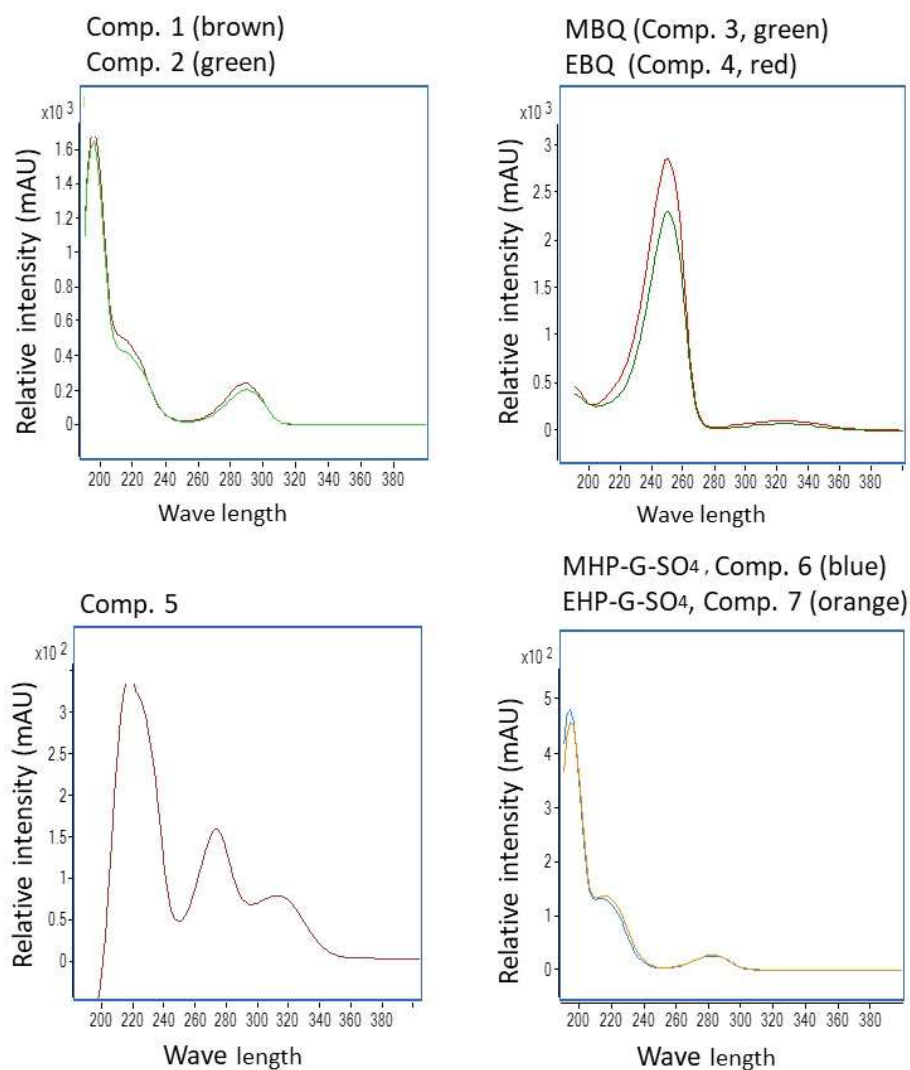 Comp. 1 (brown)
Comp. 2 (green)
x10 3
Relative intensity (mAU)
1.6
1.4
1.2
1
0.8
0.6
0.4
0.2
0
200 220 240 260 280 300 320 340 360 380
Wave length
MBQ (Comp. 3, green)
EBQ (Comp. 4, red)
x10 3
Relative intensity (mAU)
3
2.5
2
1.5
1
0.5
0
200 220 240 260 280 300 320 340 360 380
Wave length
Comp. 5
x10 2
Relative intensity (mAU)
3
2.5
2
1.5
1
0.5
0
200 220 240 260 280 300 320 340 360 380
Wave length
MHP-G-SO4 , Comp. 6 (blue)
EHP-G-SO4, Comp. 7 (orange)
x10 2
Relative intensity (mAU)
5
4
3
2
1
0
200 220 240 260 280 300 320 340 360 380
Wave length